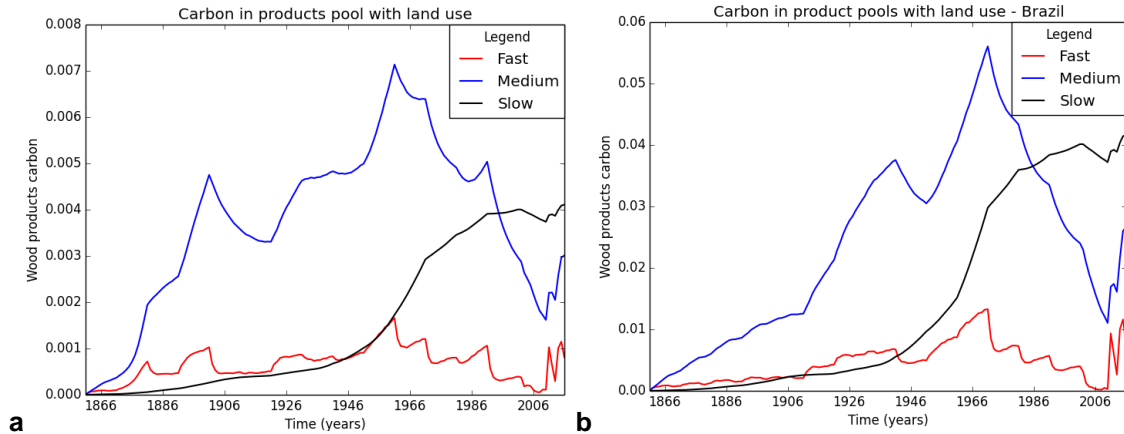 Carbon in products pool with land use
0.008
0.007
0.006
0.005
0.004
0.003
0.002
0.001
0.000
Wood products carbon
Legend
Fast
Medium
Slow
1866 1886 1906 1926 1946 1966 1986 2006
Time (years)
a
Carbon in product pools with land use - Brazil
0.06
0.05
0.04
0.03
0.02
0.01
0.00
Wood products carbon
Legend
Fast
Medium
Slow
1866 1886 1906 1926 1946 1966 1986 2006
Time (years)
b